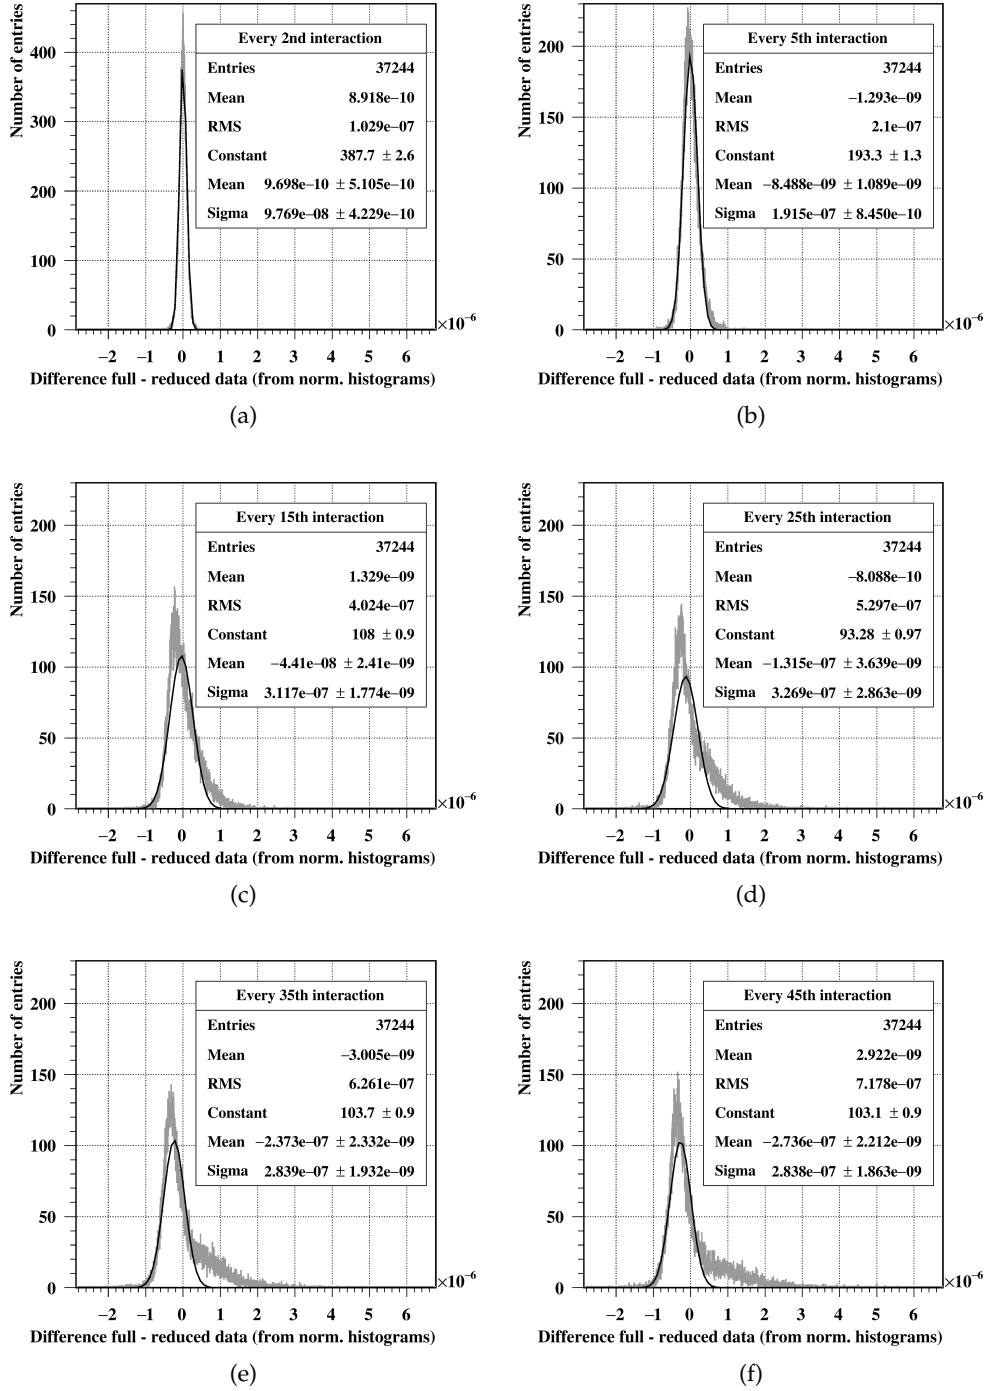 Number of entries
400
300
200
100
0
Every 2nd interaction
Entries 37244
Mean 8.918e−10
RMS 1.029e−07
Constant 387.7 ± 2.6
Mean 9.698e−10 ± 5.105e−10
Sigma 9.769e−08 ± 4.229e−10
−2 −1 0 1 2 3 4 5 6
×10−6
Difference full - reduced data (from norm. histograms)
(a)
Number of entries
200
150
100
50
0
Every 5th interaction
Entries 37244
Mean −1.293e−09
RMS 2.1e−07
Constant 193.3 ± 1.3
Mean −8.488e−09 ± 1.089e−09
Sigma 1.915e−07 ± 8.450e−10
−2 −1 0 1 2 3 4 5 6
×10−6
Difference full - reduced data (from norm. histograms)
(b)
Number of entries
200
150
100
50
0
Every 15th interaction
Entries 37244
Mean 1.329e−09
RMS 4.024e−07
Constant 108 ± 0.9
Mean −4.41e−08 ± 2.41e−09
Sigma 3.117e−07 ± 1.774e−09
−2 −1 0 1 2 3 4 5 6
×10−6
Difference full - reduced data (from norm. histograms)
(c)
Number of entries
200
150
100
50
0
Every 25th interaction
Entries 37244
Mean −8.088e−10
RMS 5.297e−07
Constant 93.28 ± 0.97
Mean −1.315e−07 ± 3.639e−09
Sigma 3.269e−07 ± 2.863e−09
−2 −1 0 1 2 3 4 5 6
×10−6
Difference full - reduced data (from norm. histograms)
(d)
Number of entries
200
150
100
50
0
Every 35th interaction
Entries 37244
Mean −3.005e−09
RMS 6.261e−07
Constant 103.7 ± 0.9
Mean −2.373e−07 ± 2.332e−09
Sigma 2.839e−07 ± 1.932e−09
−2 −1 0 1 2 3 4 5 6
×10−6
Difference full - reduced data (from norm. histograms)
(e)
Number of entries
200
150
100
50
0
Every 45th interaction
Entries 37244
Mean 2.922e−09
RMS 7.178e−07
Constant 103.1 ± 0.9
Mean −2.736e−07 ± 2.212e−09
Sigma 2.838e−07 ± 1.863e−09
−2 −1 0 1 2 3 4 5 6
×10−6
Difference full - reduced data (from norm. histograms)
(f)